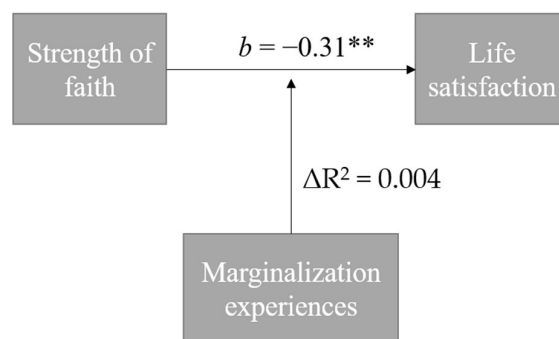 Strength of
faith
b = −0.31**
Life
satisfaction
ΔR² = 0.004
Marginalization
experiences